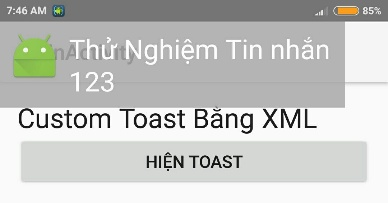 7:46 AM
85%
Thử Nghiệm Tin nhắn
123
Custom Toast Bằng XML
HIỆN TOAST